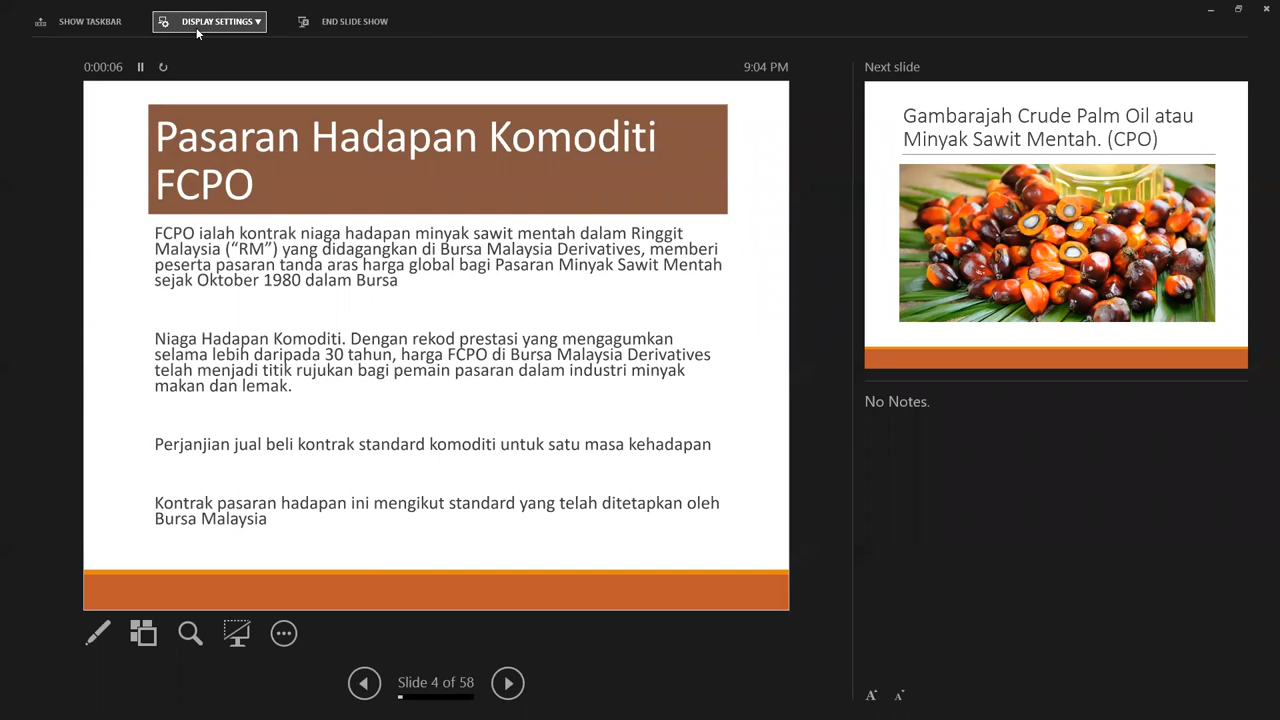 SHOW TASKBAR
DISPLAY SETTINGS ▼
END SLIDE SHOW
0:00:06
9:04 PM
Pasaran Hadapan Komoditi
FCPO
FCPO ialah kontrak niaga hadapan minyak sawit mentah dalam Ringgit
Malaysia (“RM”) yang didagangkan di Bursa Malaysia Derivatives, memberi
peserta pasaran tanda aras harga global bagi Pasaran Minyak Sawit Mentah
sejak Oktober 1980 dalam Bursa
Niaga Hadapan Komoditi. Dengan rekod prestasi yang mengagumkan
selama lebih daripada 30 tahun, harga FCPO di Bursa Malaysia Derivatives
telah menjadi titik rujukan bagi pemain pasaran dalam industri minyak
makan dan lemak.
Perjanjian jual beli kontrak standard komoditi untuk satu masa kehadapan
Kontrak pasaran hadapan ini mengikut standard yang telah ditetapkan oleh
Bursa Malaysia
Slide 4 of 58
Next slide
Gambarajah Crude Palm Oil atau
Minyak Sawit Mentah. (CPO)
No Notes.
A A